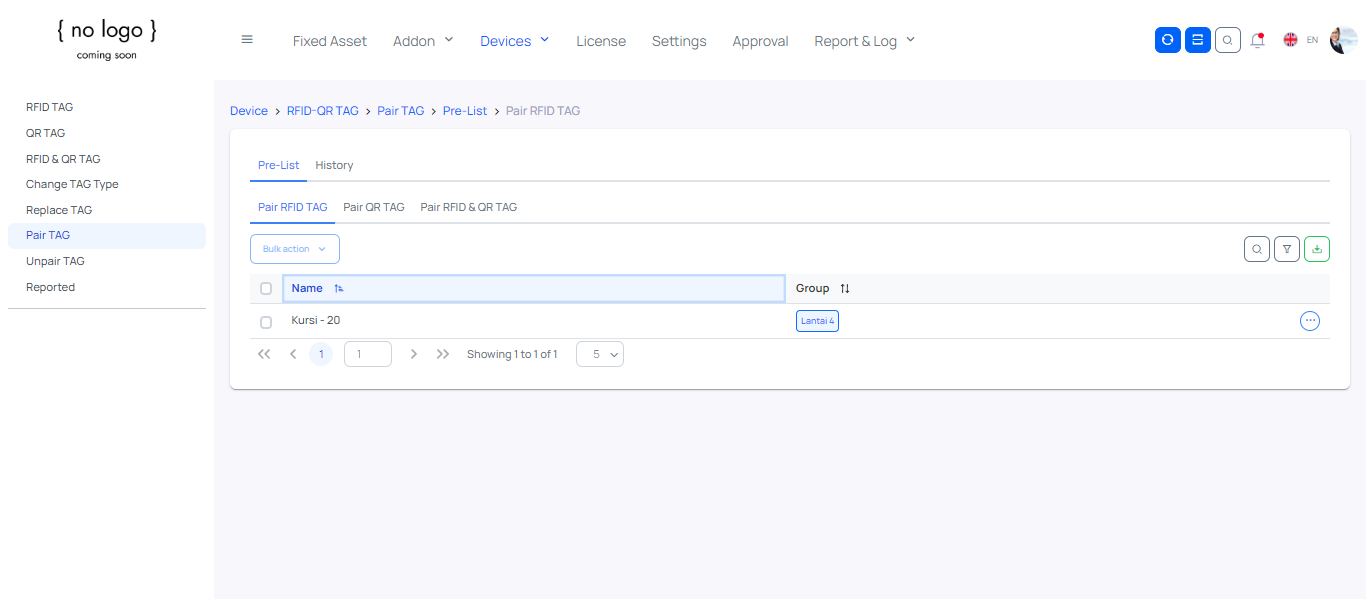 { no logo }
coming soon
Fixed Asset Addon Devices License Settings Approval Report & Log EN
RFID TAG
QR TAG
RFID & QR TAG
Change TAG Type
Replace TAG
Pair TAG
Unpair TAG
Reported
Device > RFID-QR TAG > Pair TAG > Pre-List > Pair RFID TAG
Pre-List History
Pair RFID TAG Pair QR TAG Pair RFID & QR TAG
Bulk action
Name Group
Kursi - 20 Lantai 4
1 1 Showing 1 to 1 of 1 5